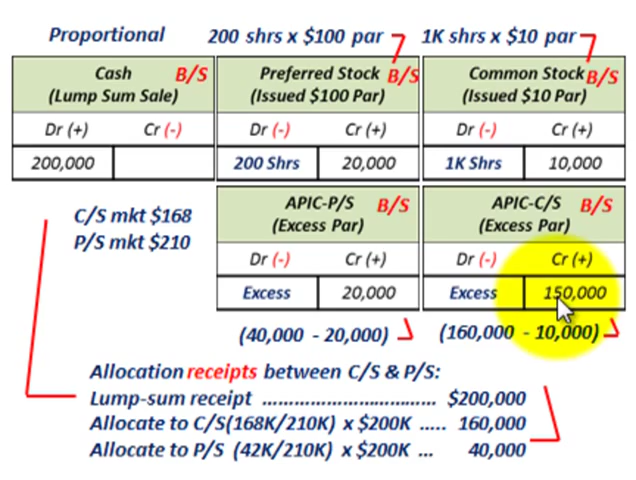 Proportional 200 shrs x $100 par 1K shrs x $10 par
Cash B/S
(Lump Sum Sale)
Dr (+) Cr (-)
200,000
Preferred Stock B/S
(Issued $100 Par)
Dr (-) Cr (+)
200 Shrs 20,000
Common Stock B/S
(Issued $10 Par)
Dr (-) Cr (+)
1K Shrs 10,000
C/S mkt $168
P/S mkt $210
APIC-P/S B/S
(Excess Par)
Dr (-) Cr (+)
Excess 20,000
(40,000 - 20,000)
APIC-C/S B/S
(Excess Par)
Dr (-) Cr (+)
Excess 150,000
(160,000 - 10,000)
Allocation receipts between C/S & P/S:
Lump-sum receipt .................................. $200,000
Allocate to C/S(168K/210K) x $200K ..... 160,000
Allocate to P/S (42K/210K) x $200K ... 40,000